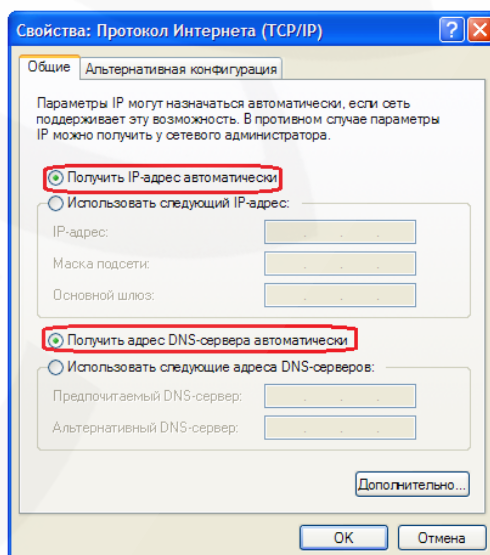 Свойства: Протокол Интернета (TCP/IP)
Общие
Альтернативная конфигурация
Параметры IP могут назначаться автоматически, если сеть
поддерживает эту возможность. В противном случае параметры
IP можно получить у сетевого администратора.
Получить IP-адрес автоматически
Использовать следующий IP-адрес:
IP-адрес:
Маска подсети:
Основной шлюз:
Получить адрес DNS-сервера автоматически
Использовать следующие адреса DNS-серверов:
Предпочитаемый DNS-сервер:
Альтернативный DNS-сервер:
Дополнительно...
OK
Отмена